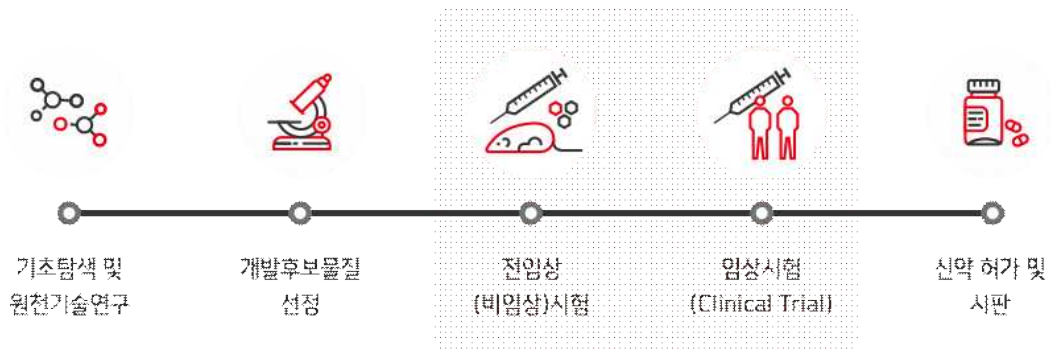 기초탐색 및
원천기술연구
개발후보물질
선정
전임상
(비임상)시험
임상시험
(Clinical Trial)
신약 허가 및
시판